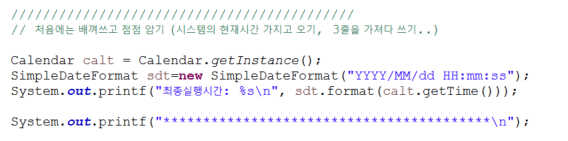 ///////////////////////////////////////////
// 처음에는 배껴쓰고 점점 암기 (시스템의 현재시간 가지고 오기, 3줄을 가져다 쓰기..)
Calendar calt = Calendar.getInstance();
SimpleDateFormat sdt=new SimpleDateFormat("YYYY/MM/dd HH:mm:ss");
System.out.printf("최종실행시간: %s\n", sdt.format(calt.getTime()));
System.out.printf("*****************************************\n");